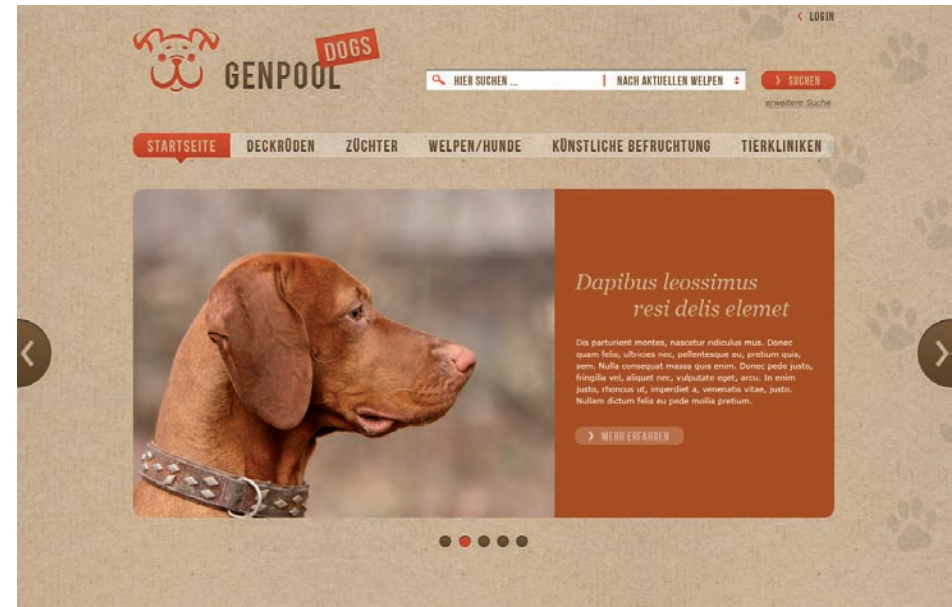 LOGIN
DOGS
GENPOOL
HIER SUCHEN ...
NACH AKTUELLEN WELPEN
SUCHEN
erweitere Suche
STARTSEITE DECKRÜDEN ZÜCHTER WELPEN/HUNDE KÜNSTLICHE BEFRUCHTUNG TIERKLINIKEN
Dapibus leossimus
resi delis elemet
Dis parturient montes, nascetur ridiculus mus. Donec
quam felis, ultricies nec, pellentesque eu, pretium quis,
sem. Nulla consequat massa quis enim. Donec pede justo,
fringilla vel, aliquet nec, vulputate eget, arcu. In enim
justo, rhoncus ut, imperdiet a, venenatis vitae, justo.
Nullam dictum felis eu pede mollis pretium.
MEHR ERFAHREN